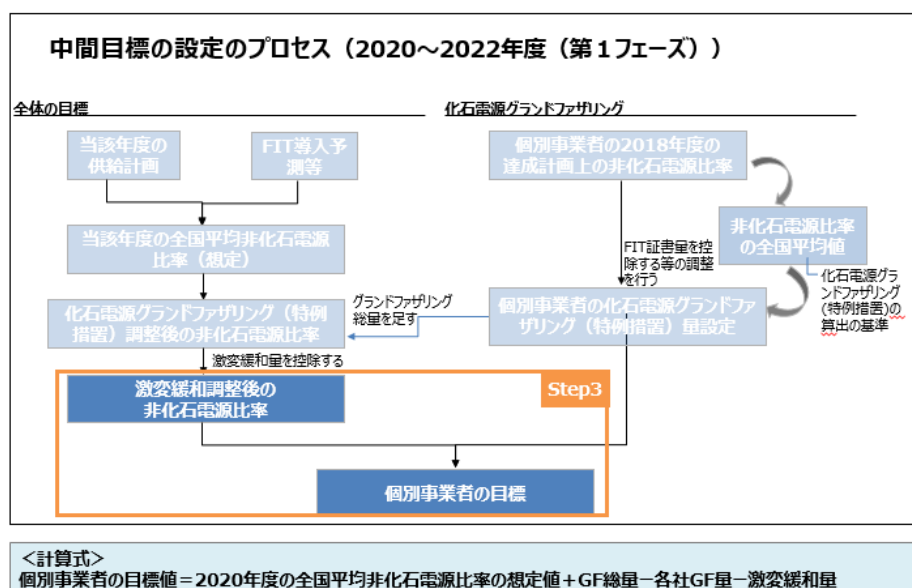 中間目標の設定のプロセス（2020～2022年度（第１フェーズ））
全体の目標
化石電源グランドファザリング
当該年度の
供給計画
FIT導入予
測等
個別事業者の2018年度の
達成計画上の非化石電源比率
非化石電源比率
の全国平均値
当該年度の全国平均非化石電源
比率（想定）
FIT証書量を控
除する等の調整
を行う
化石電源グラ
ンドファザリング
(特例措置)の
算出の基準
化石電源グランドファザリング（特例
措置）調整後の非化石電源比率
グランドファザリング
総量を足す
個別事業者の化石電源グランドファ
ザリング（特例措置）量設定
激変緩和量を控除する
激変緩和調整後の
非化石電源比率
Step3
個別事業者の目標
＜計算式＞
個別事業者の目標値＝2020年度の全国平均非化石電源比率の想定値＋GF総量－各社GF量－激変緩和量